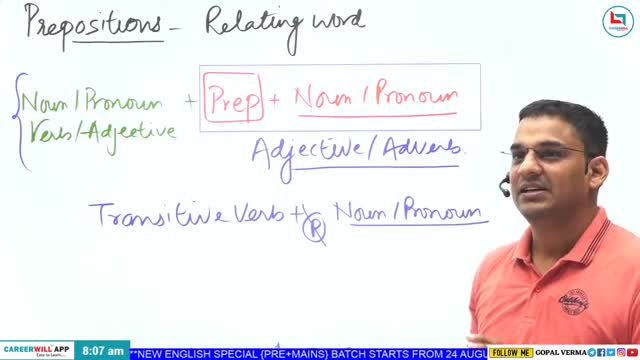 Prepositions - Relating word
CAREERWILL
Noun/Pronoun + Prep + Noun/Pronoun
Verb/Adjective
Adjective/Adverb.
Transitive Verb + P Noun/Pronoun
CAREERWILL APP
Easy to Learn....
8:07 am
**NEW ENGLISH SPECIAL {PRE+MAINS} BATCH STARTS FROM 24 AUGU
FOLLOW ME
GOPAL VERMA